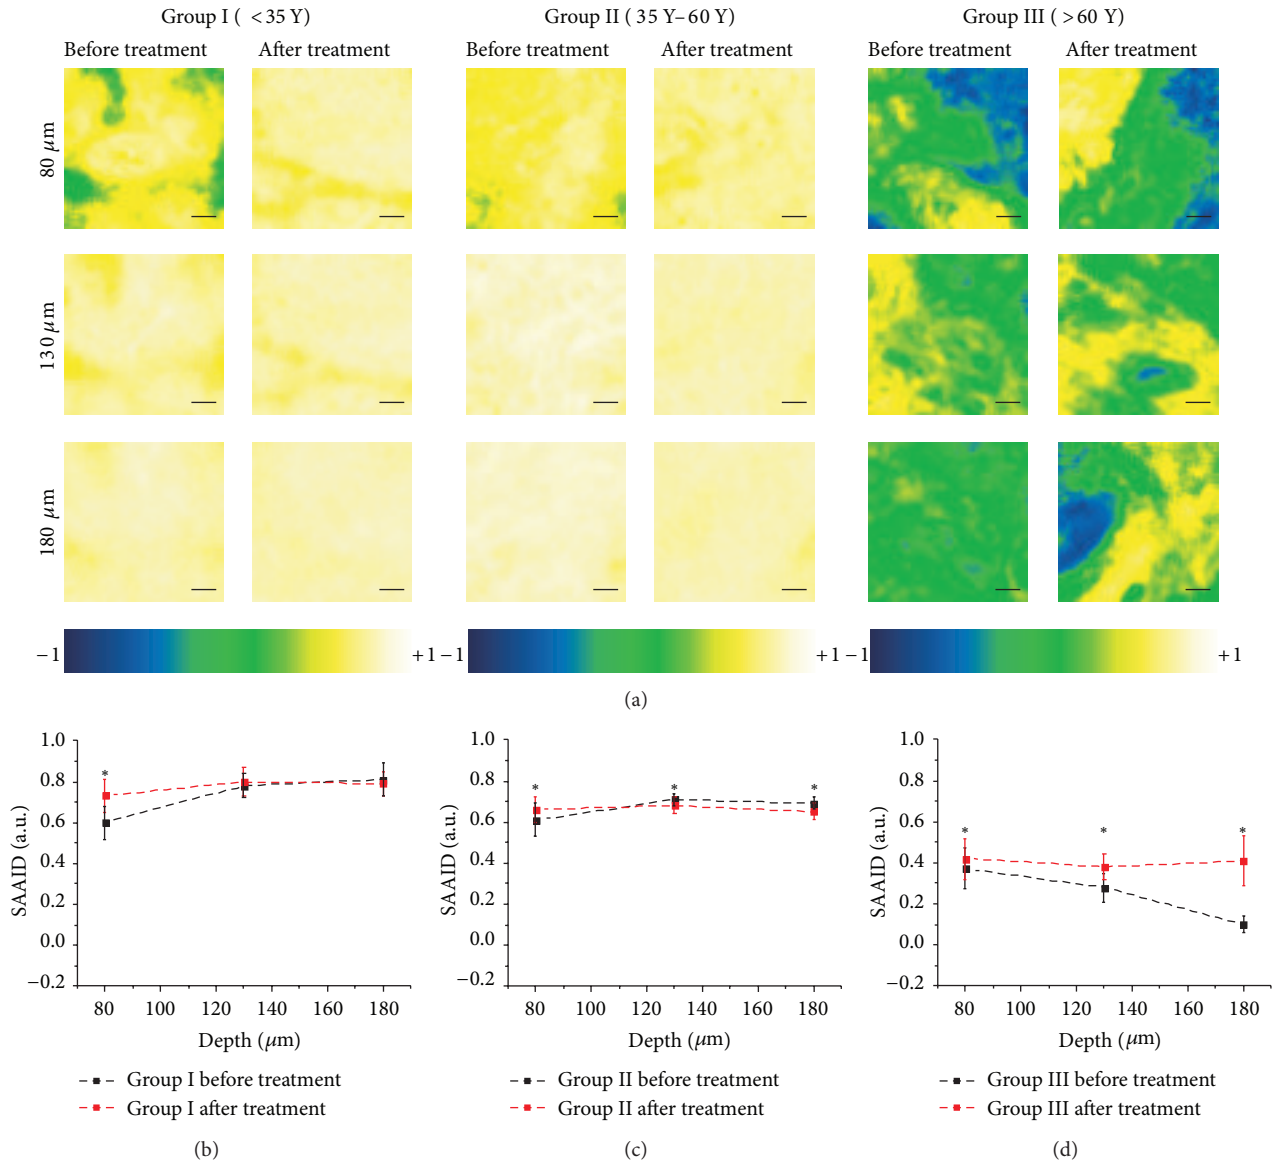 Group I ( <35 Y)
Group II ( 35 Y–60 Y)
Group III ( >60 Y)
Before treatment
After treatment
Before treatment
After treatment
Before treatment
After treatment
80 μm
130 μm
180 μm
−1
+1
−1
+1
−1
+1
(a)
1.0
0.8
0.6
0.4
0.2
0.0
−0.2
SAAID (a.u.)
*
80 100 120 140 160 180
Depth (μm)
Group I before treatment
Group I after treatment
(b)
1.0
0.8
0.6
0.4
0.2
0.0
−0.2
SAAID (a.u.)
* * *
80 100 120 140 160 180
Depth (μm)
Group II before treatment
Group II after treatment
(c)
1.0
0.8
0.6
0.4
0.2
0.0
−0.2
SAAID (a.u.)
* * *
80 100 120 140 160 180
Depth (μm)
Group III before treatment
Group III after treatment
(d)